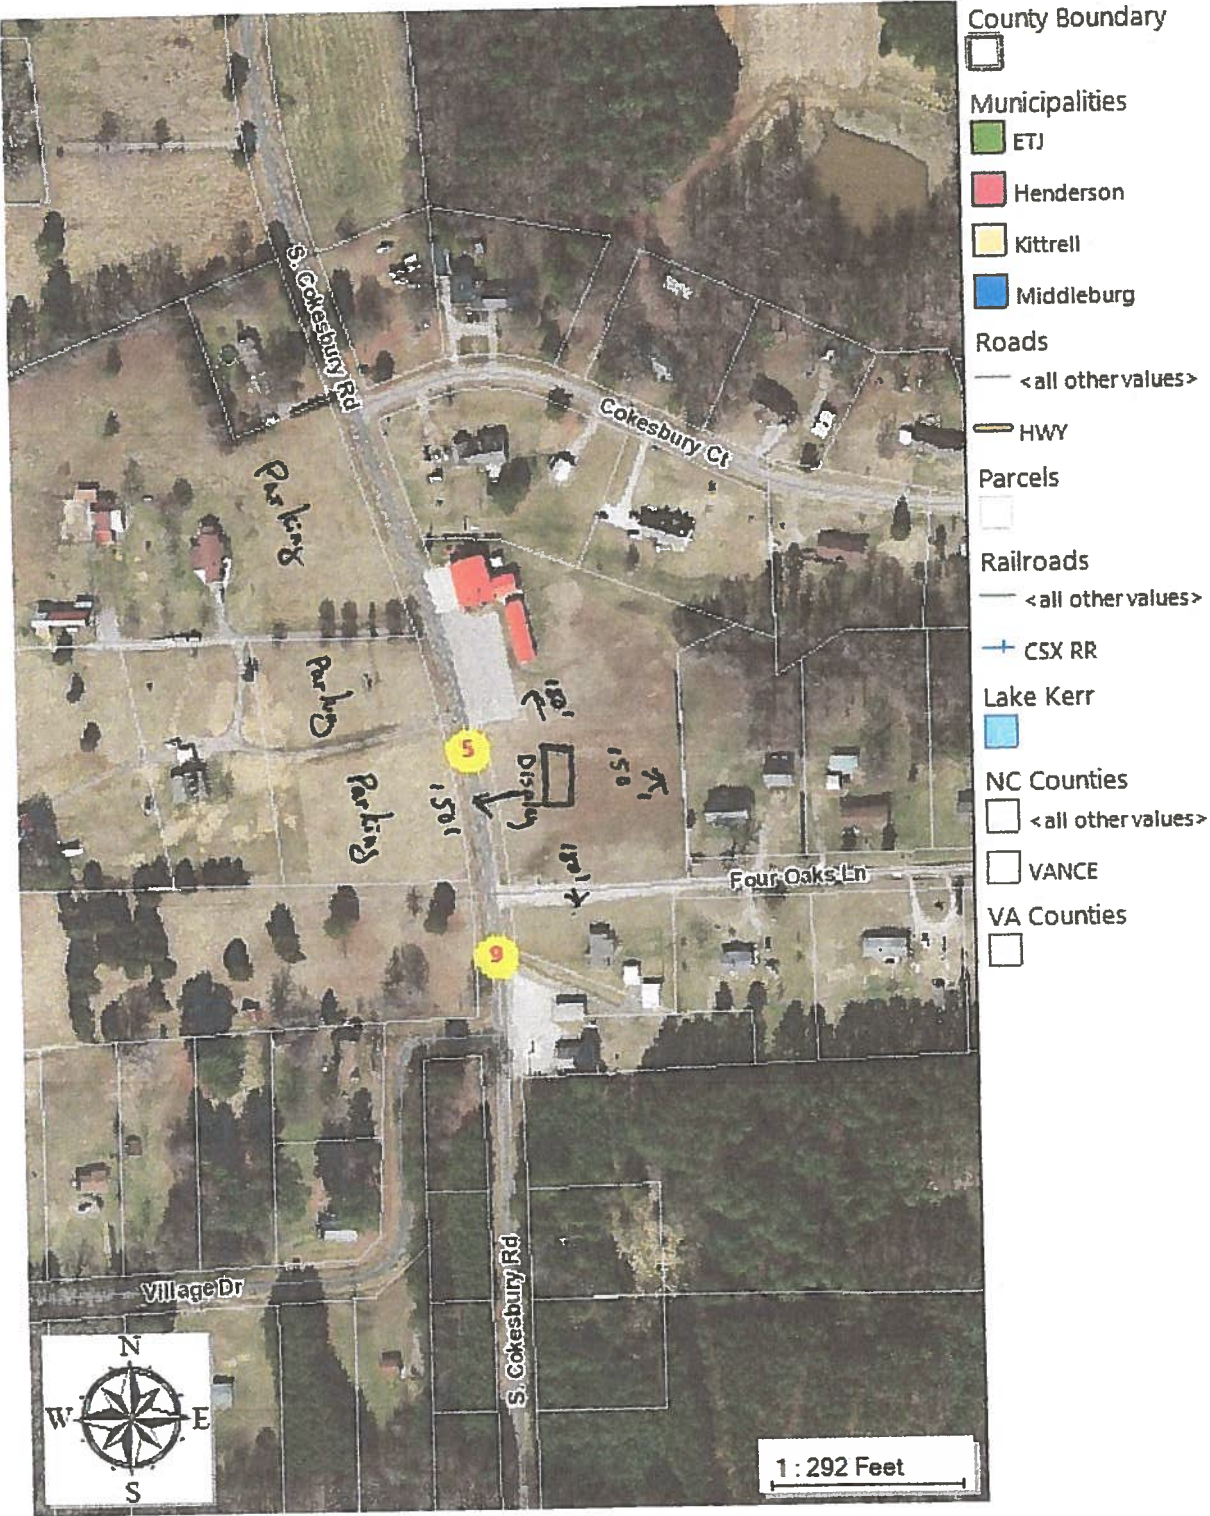 County Boundary
Municipalities
ETJ
Henderson
Kittrell
Middleburg
Roads
<all other values>
HWY
Parcels
Railroads
<all other values>
CSX RR
Lake Kerr
NC Counties
<all other values>
VANCE
VA Counties
S. Cokesbury Rd
Cokesbury Ct
Parking
Parking
180'
5
Display
150
Parking
150'
180'
Four Oaks Ln
9
Village Dr
S. Cokesbury Rd
N
W E
S
1 : 292 Feet